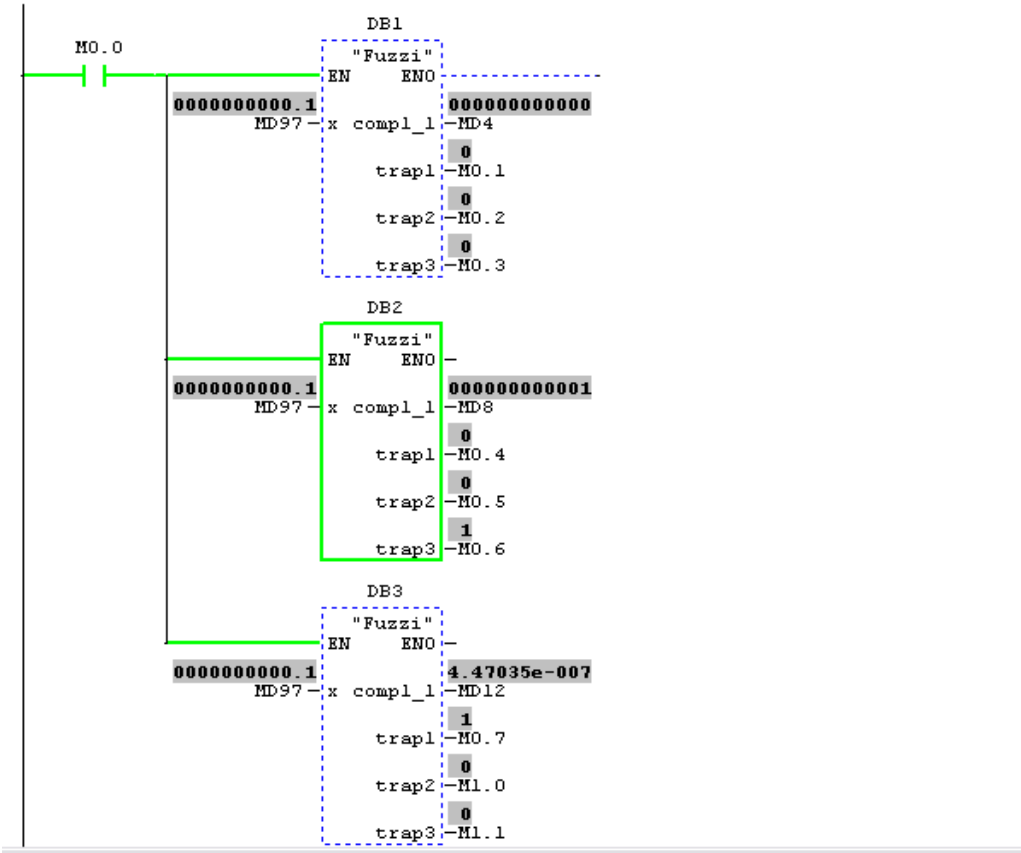 DB1
M0.0
"Fuzzi"
EN ENO
0000000000.1 000000000000
MD97 x compl_l MD4
0
trap1 M0.1
0
trap2 M0.2
0
trap3 M0.3
DB2
"Fuzzi"
EN ENO
0000000000.1 000000000001
MD97 x compl_l MD8
0
trap1 M0.4
0
trap2 M0.5
1
trap3 M0.6
DB3
"Fuzzi"
EN ENO
0000000000.1 4.47035e-007
MD97 x compl_l MD12
1
trap1 M0.7
0
trap2 M1.0
0
trap3 M1.1